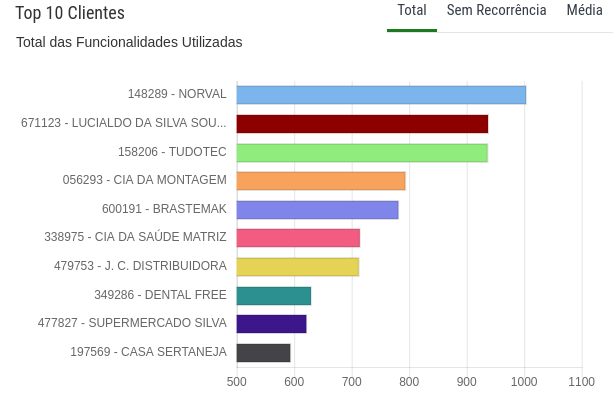 Top 10 Clientes
Total
Sem Recorrência
Média
Total das Funcionalidades Utilizadas
148289 - NORVAL
671123 - LUCIALDO DA SILVA SOU...
158206 - TUDOTEC
056293 - CIA DA MONTAGEM
600191 - BRASTEMAK
338975 - CIA DA SAÚDE MATRIZ
479753 - J. C. DISTRIBUIDORA
349286 - DENTAL FREE
477827 - SUPERMERCADO SILVA
197569 - CASA SERTANEJA
500 600 700 800 900 1000 1100